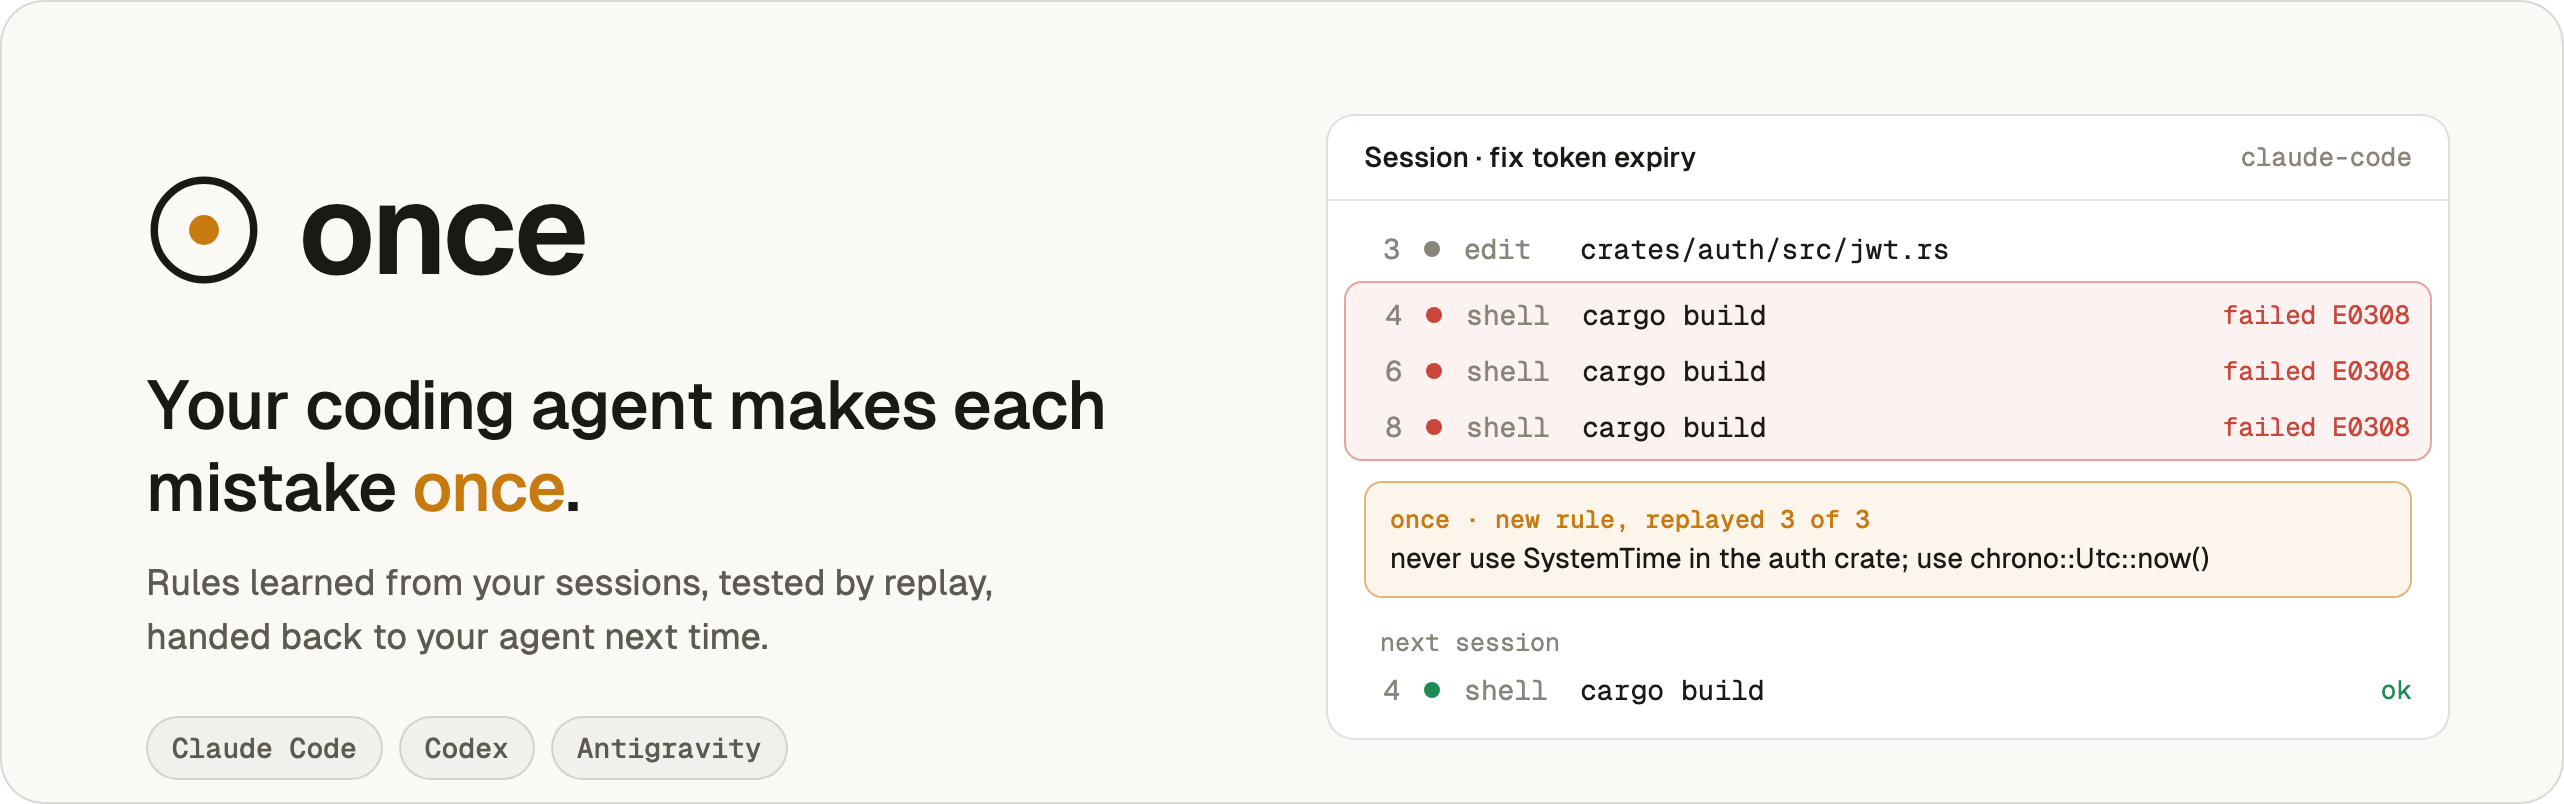 once
Your coding agent makes each
mistake once.
Rules learned from your sessions, tested by replay,
handed back to your agent next time.
Claude Code Codex Antigravity
Session · fix token expiry claude-code
3 edit crates/auth/src/jwt.rs
4 shell cargo build failed E0308
6 shell cargo build failed E0308
8 shell cargo build failed E0308
once · new rule, replayed 3 of 3
never use SystemTime in the auth crate; use chrono::Utc::now()
next session
4 shell cargo build ok